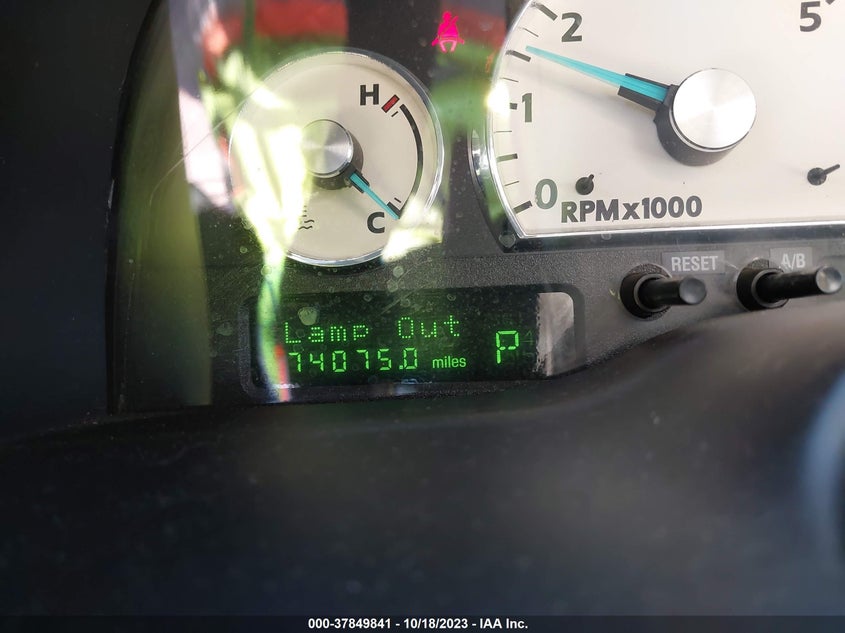 H
C
2
1
0
5
RPMx1000
RESET
A/B
Lamp Out
74075.0 miles
P
000-37849841 - 10/18/2023 - IAA Inc.